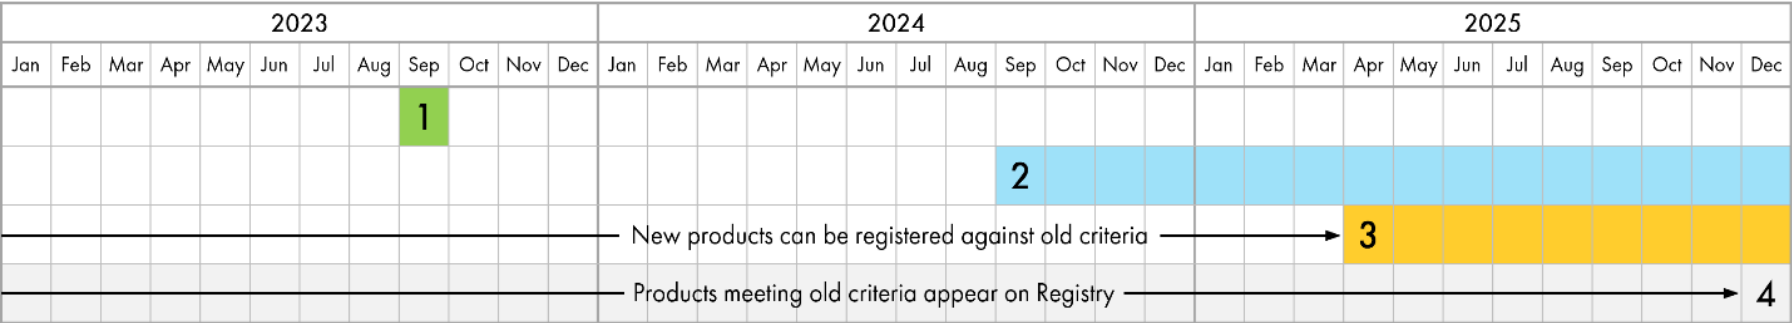 2023 2024 2025
Jan Feb Mar Apr May Jun Jul Aug Sep Oct Nov Dec Jan Feb Mar Apr May Jun Jul Aug Sep Oct Nov Dec Jan Feb Mar Apr May Jun Jul Aug Sep Oct Nov Dec
1
2
New products can be registered against old criteria 3
Products meeting old criteria appear on Registry 4